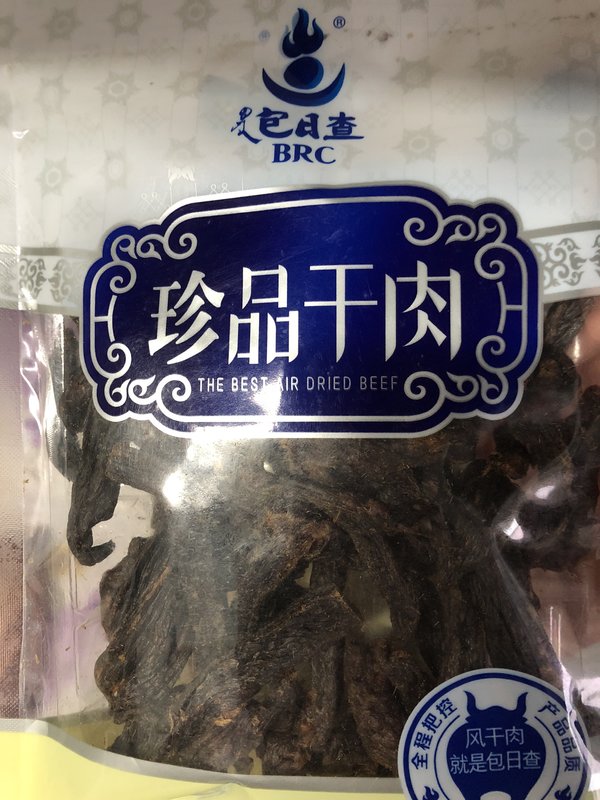 ®
包日查
BRC
®
珍品干肉
THE BEST AIR DRIED BEEF
全程把控 产品品质
风干肉
就是包日查